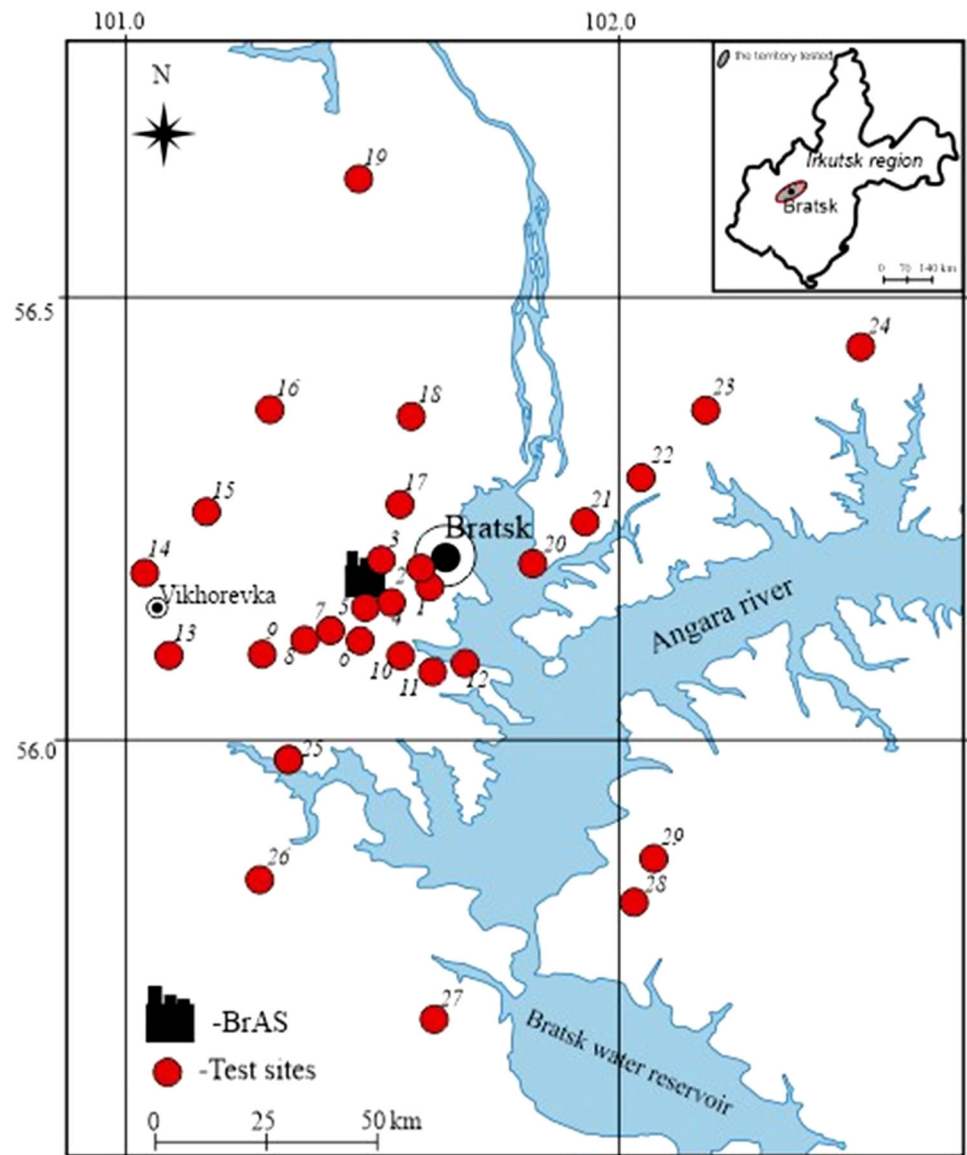 101.0
102.0
N
the territory tested
Irkutsk region
Bratsk
0 70 140 km
19
56.5
24
16
18
23
22
17
15
21
Bratsk
3
20
14
2
Vikhorevka
1
5
4
7
Angara river
9
13
8
6
10
12
11
56.0
25
29
26
28
27
-BrAS
Bratsk water reservoir
-Test sites
0 25 50 km